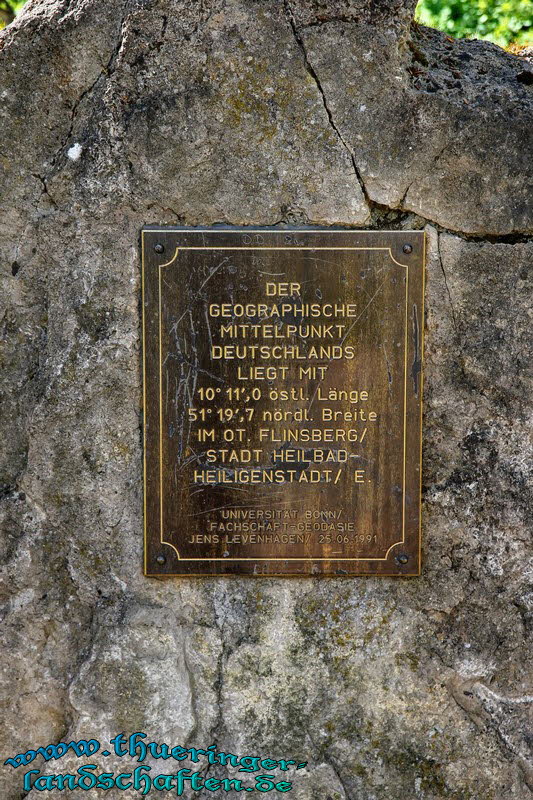 DER
GEOGRAPHISCHE
MITTELPUNKT
DEUTSCHLANDS
LIEGT MIT
10° 11',0 östl. Länge
51° 19',7 nördl. Breite
IM OT. FLINSBERG/
STADT HEILBAD-
HEILIGENSTADT/ E.
UNIVERSITÄT BONN/
FACHSCHAFT-GEODÄSIE
JENS LÆVENHAGEN/ 25.06.1991
www.thueringer-
landschaften.de